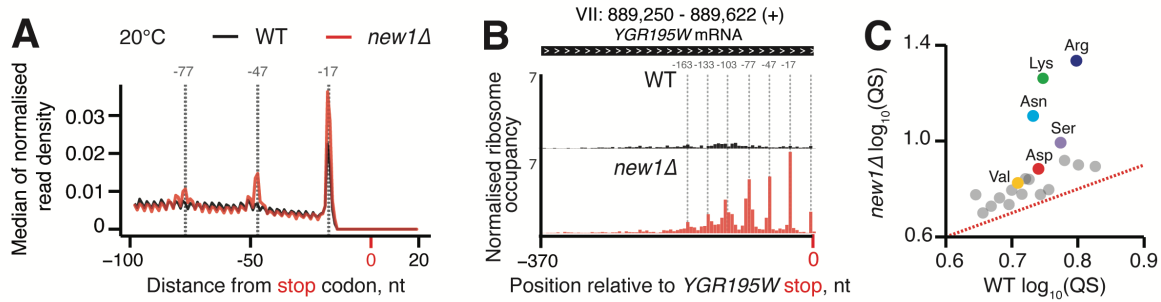 A
20°C
WT
new1Δ
-77
-47
-17
Median of normalised
read density
0.03
0.02
0.01
0
−100
-50
0
20
Distance from stop codon, nt
B
VII: 889,250 - 889,622 (+)
YGR195W mRNA
-163
-133
-103
-77
-47
-17
WT
new1Δ
7
7
Normalised ribosome
occupancy
−370
0
Position relative to YGR195W stop, nt
C
1.4
1.0
0.6
new1Δ log10(QS)
Arg
Lys
Asn
Ser
Asp
Val
0.6
0.7
0.8
0.9
WT log10(QS)